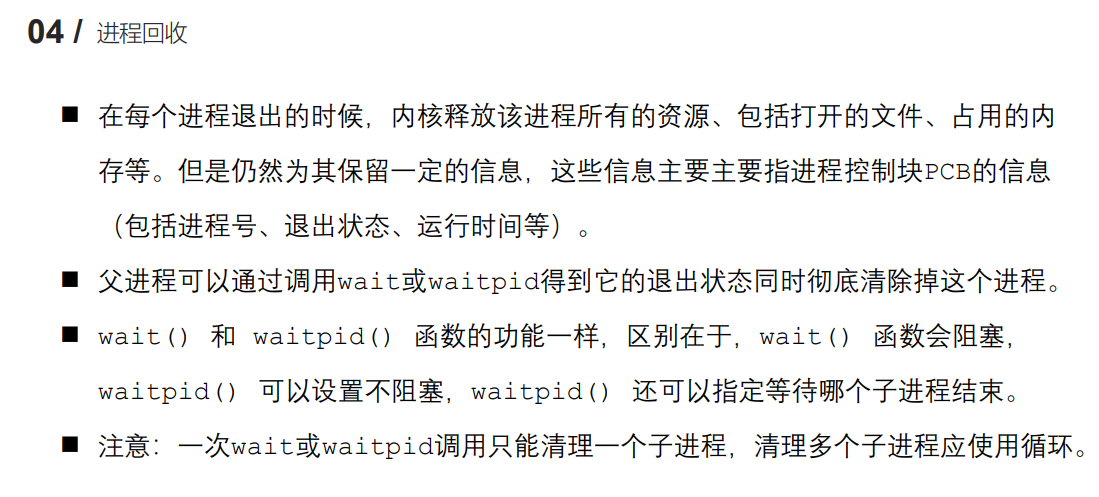 04 / 进程回收
■ 在每个进程退出的时候，内核释放该进程所有的资源、包括打开的文件、占用的内
存等。但是仍然为其保留一定的信息，这些信息主要主要指进程控制块PCB的信息
（包括进程号、退出状态、运行时间等）。
■ 父进程可以通过调用wait或waitpid得到它的退出状态同时彻底清除掉这个进程。
■ wait() 和 waitpid() 函数的功能一样，区别在于，wait() 函数会阻塞，
waitpid() 可以设置不阻塞，waitpid() 还可以指定等待哪个子进程结束。
■ 注意：一次wait或waitpid调用只能清理一个子进程，清理多个子进程应使用循环。